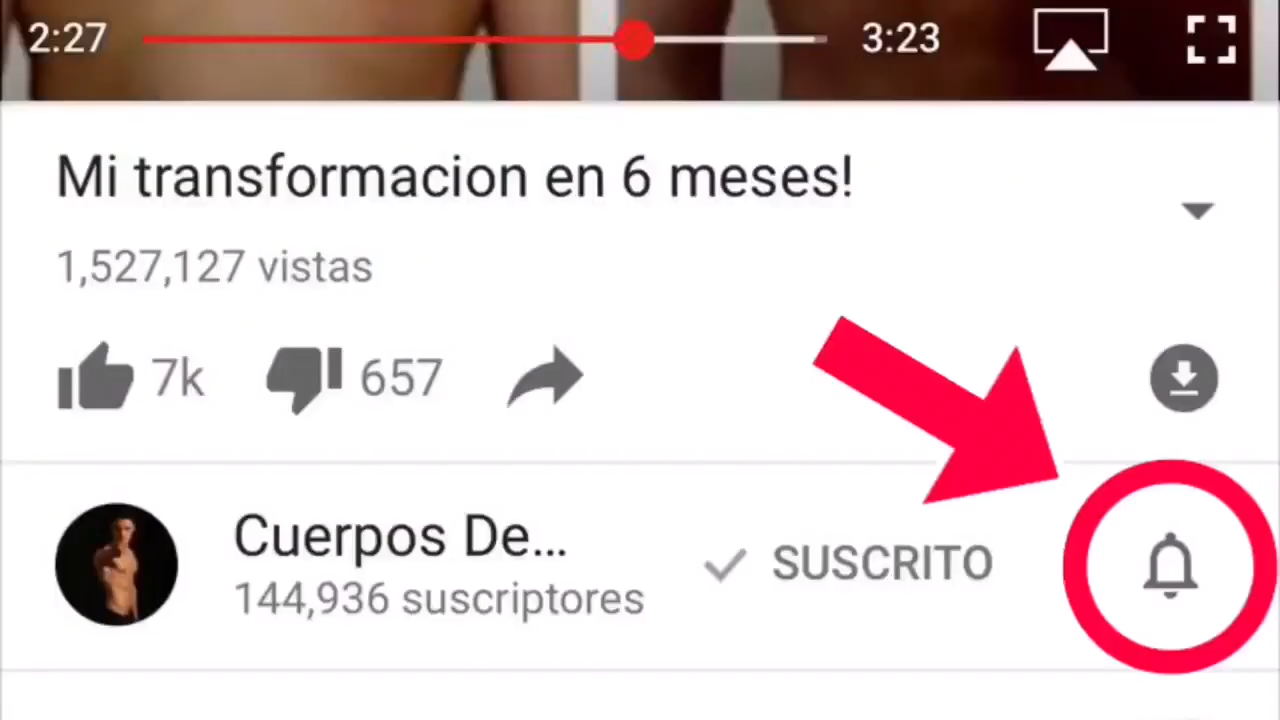 2:27 3:23
Mi transformacion en 6 meses!
1,527,127 vistas
7k 657
Cuerpos De...
SUSCRITO
144,936 suscriptores